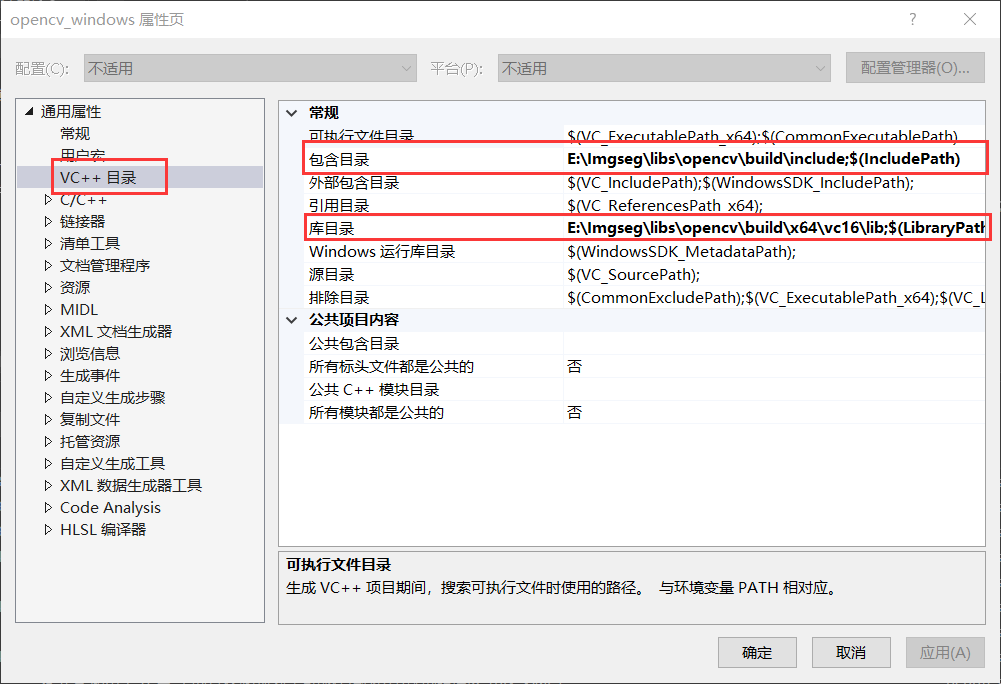 opencv_windows 属性页
配置(C): 不适用 平台(P): 不适用 配置管理器(O)...
通用属性
常规
用户宏
VC++ 目录
C/C++
链接器
清单工具
文档管理程序
资源
MIDL
XML 文档生成器
浏览信息
生成事件
自定义生成步骤
复制文件
托管资源
自定义生成工具
XML 数据生成器工具
Code Analysis
HLSL 编译器
常规
可执行文件目录 $(VC_ExecutablePath_x64);$(CommonExecutablePath)
包含目录 E:\Imgseg\libs\opencv\build\include;$(IncludePath)
外部包含目录 $(VC_IncludePath);$(WindowsSDK_IncludePath);
引用目录 $(VC_ReferencesPath_x64);
库目录 E:\Imgseg\libs\opencv\build\x64\vc16\lib;$(LibraryPath
Windows 运行库目录 $(WindowsSDK_MetadataPath);
源目录 $(VC_SourcePath);
排除目录 $(CommonExcludePath);$(VC_ExecutablePath_x64);$(VC_L
公共项目内容
公共包含目录
所有标头文件都是公共的 否
公共 C++ 模块目录
所有模块都是公共的 否
可执行文件目录
生成 VC++ 项目期间，搜索可执行文件时使用的路径。 与环境变量 PATH 相对应。
确定 取消 应用(A)